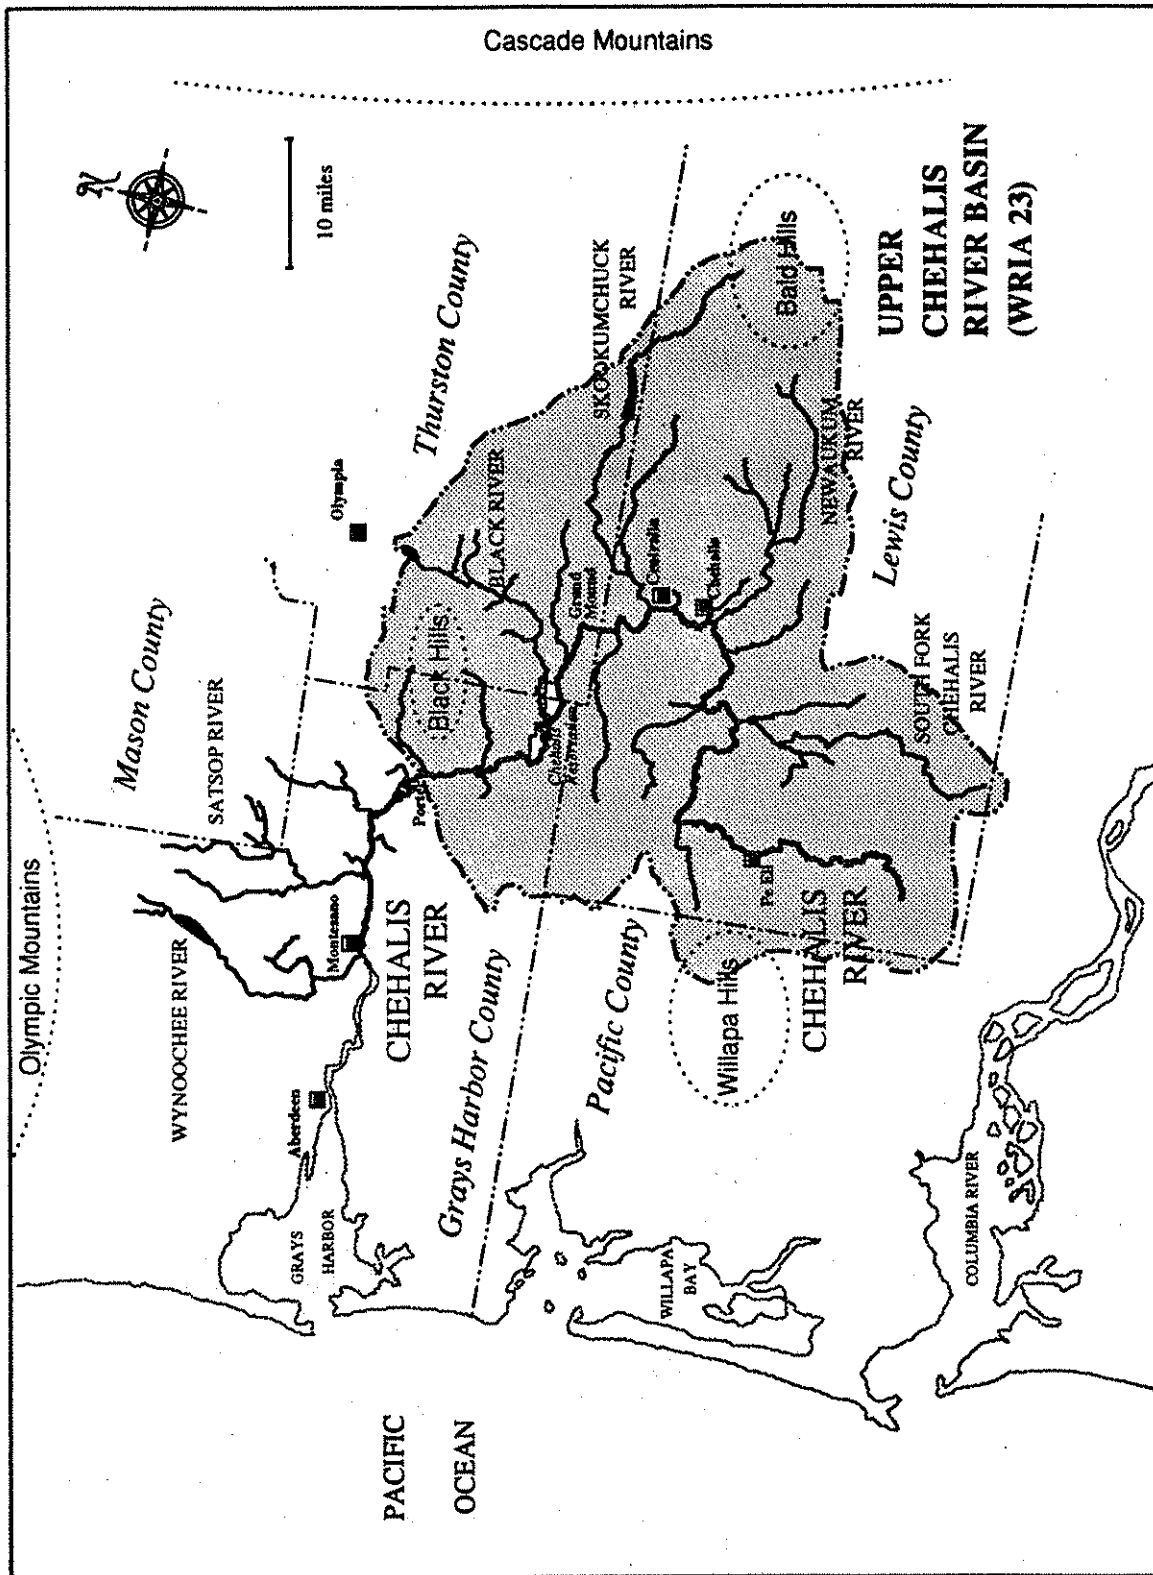 Cascade Mountains
N
10 miles
Olympic Mountains
Mason County
SATSOP RIVER
WYNOOCHEE RIVER
Olympia
Thurston County
SKOOKUMCHUCK
RIVER
Bald Hills
UPPER
CHEHALIS
RIVER BASIN
(WRIA 23)
BLACK RIVER
Black Hills
Grand
Mound
Centralia
Chehalis
NEWAUKUM
RIVER
Lewis County
Chehalis
Reservation
Porter
Montesano
CHEHALIS
RIVER
Aberdeen
GRAYS
HARBOR
Grays Harbor County
Pacific County
Pe Ell
SOUTH FORK
CHEHALIS
RIVER
CHEHALIS
RIVER
Willapa Hills
WILLAPA
BAY
COLUMBIA RIVER
PACIFIC
OCEAN